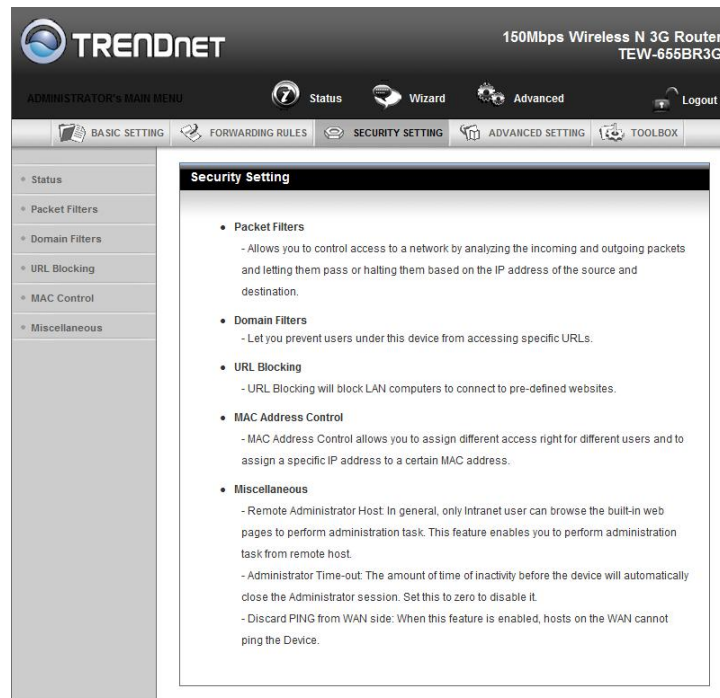 TRENDNET
150Mbps Wireless N 3G Router
TEW-655BR3G
ADMINISTRATOR's MAIN MENU
Status
Wizard
Advanced
Logout
BASIC SETTING
FORWARDING RULES
SECURITY SETTING
ADVANCED SETTING
TOOLBOX
Status
Packet Filters
Domain Filters
URL Blocking
MAC Control
Miscellaneous
Security Setting
Packet Filters
- Allows you to control access to a network by analyzing the incoming and outgoing packets
and letting them pass or halting them based on the IP address of the source and
destination.
Domain Filters
- Let you prevent users under this device from accessing specific URLs.
URL Blocking
- URL Blocking will block LAN computers to connect to pre-defined websites.
MAC Address Control
- MAC Address Control allows you to assign different access right for different users and to
assign a specific IP address to a certain MAC address.
Miscellaneous
- Remote Administrator Host: In general, only Intranet user can browse the built-in web
pages to perform administration task. This feature enables you to perform administration
task from remote host.
- Administrator Time-out: The amount of time of inactivity before the device will automatically
close the Administrator session. Set this to zero to disable it.
- Discard PING from WAN side: When this feature is enabled, hosts on the WAN cannot
ping the Device.